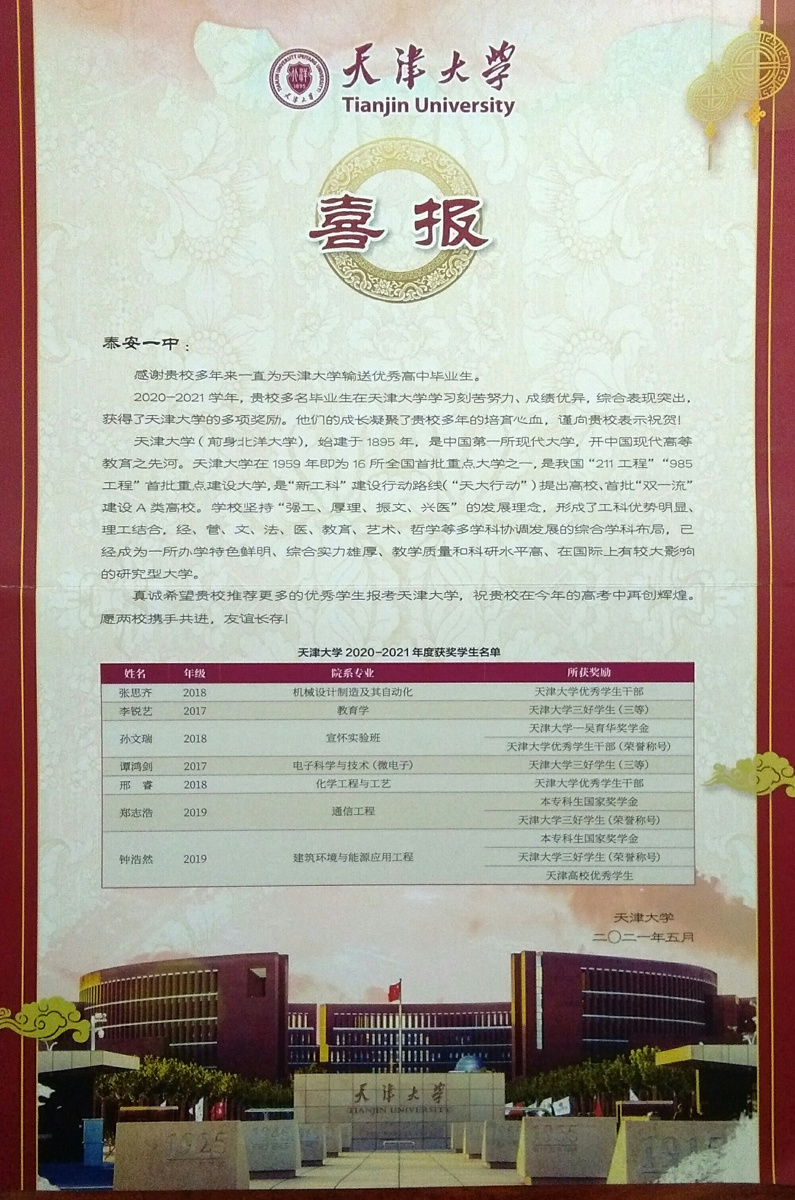 天津大学
Tianjin University
喜报
泰安一中：
感谢贵校多年来一直为天津大学输送优秀高中毕业生。
2020-2021 学年，贵校多名毕业生在天津大学学习刻苦努力、成绩优异，综合表现突出，
获得了天津大学的多项奖励。他们的成长凝聚了贵校多年的培育心血，谨向贵校表示祝贺！
天津大学（前身北洋大学），始建于 1895 年，是中国第一所现代大学，开中国现代高等
教育之先河。天津大学在 1959 年即为 16 所全国首批重点大学之一，是我国“211 工程”“985
工程”首批重点建设大学，是“新工科”建设行动路线（“天大行动”）提出高校、首批“双一流”
建设 A 类高校。学校坚持“强工、厚理、振文、兴医”的发展理念，形成了工科优势明显、
理工结合，经、管、文、法、医、教育、艺术、哲学等多学科协调发展的综合学科布局，已
经成为一所办学特色鲜明、综合实力雄厚、教学质量和科研水平高、在国际上有较大影响
的研究型大学。
真诚希望贵校推荐更多的优秀学生报考天津大学，祝贵校在今年的高考中再创辉煌。
愿两校携手共进，友谊长存！
天津大学 2020-2021 年度获奖学生名单
姓名 年级 院系专业 所获奖励
张思齐 2018 机械设计制造及其自动化 天津大学优秀学生干部
李锐艺 2017 教育学 天津大学三好学生（三等）
孙文瑞 2018 宣怀实验班 天津大学—吴育华奖学金
天津大学优秀学生干部（荣誉称号）
谭鸿剑 2017 电子科学与技术（微电子） 天津大学三好学生（三等）
邢 睿 2018 化学工程与工艺 天津大学优秀学生干部
郑志浩 2019 通信工程 本专科生国家奖学金
天津大学三好学生（荣誉称号）
钟浩然 2019 建筑环境与能源应用工程 本专科生国家奖学金
天津大学三好学生（荣誉称号）
天津高校优秀学生
天津大学
二〇二一年五月
天津大学
TIANJIN UNIVERSITY
1925
1915